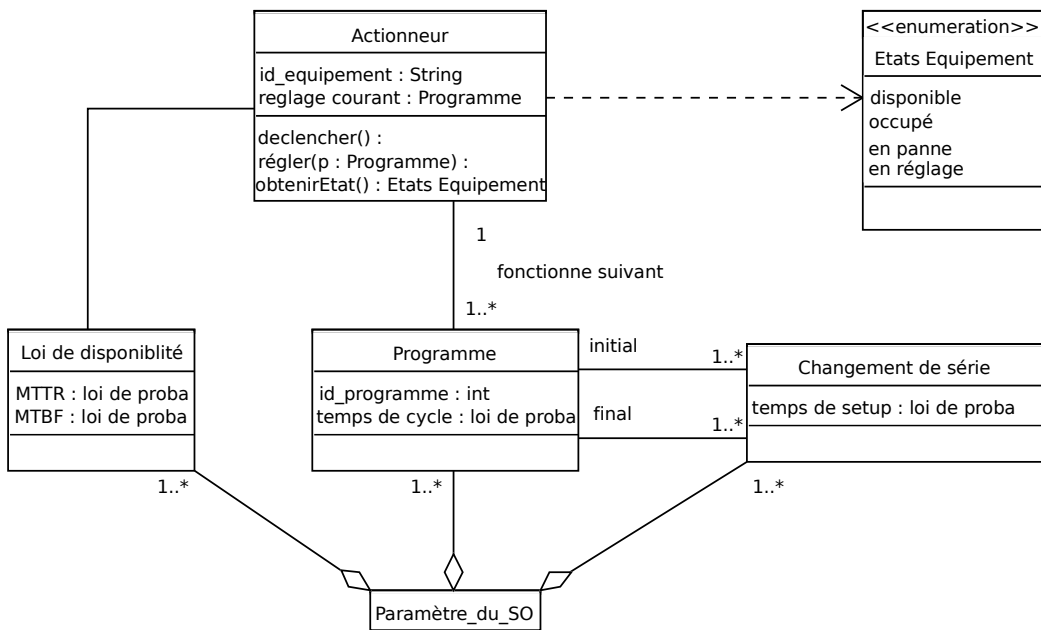 Actionneur
id_equipement : String
reglage courant : Programme
declencher() :
régler(p : Programme) :
obtenirEtat() : Etats Equipement
<<enumeration>>
Etats Equipement
disponible
occupé
en panne
en réglage
1
fonctionne suivant
1..*
Loi de disponiblité
MTTR : loi de proba
MTBF : loi de proba
Programme
id_programme : int
temps de cycle : loi de proba
initial
1..*
final
1..*
Changement de série
temps de setup : loi de proba
1..*
1..*
1..*
Paramètre_du_SO